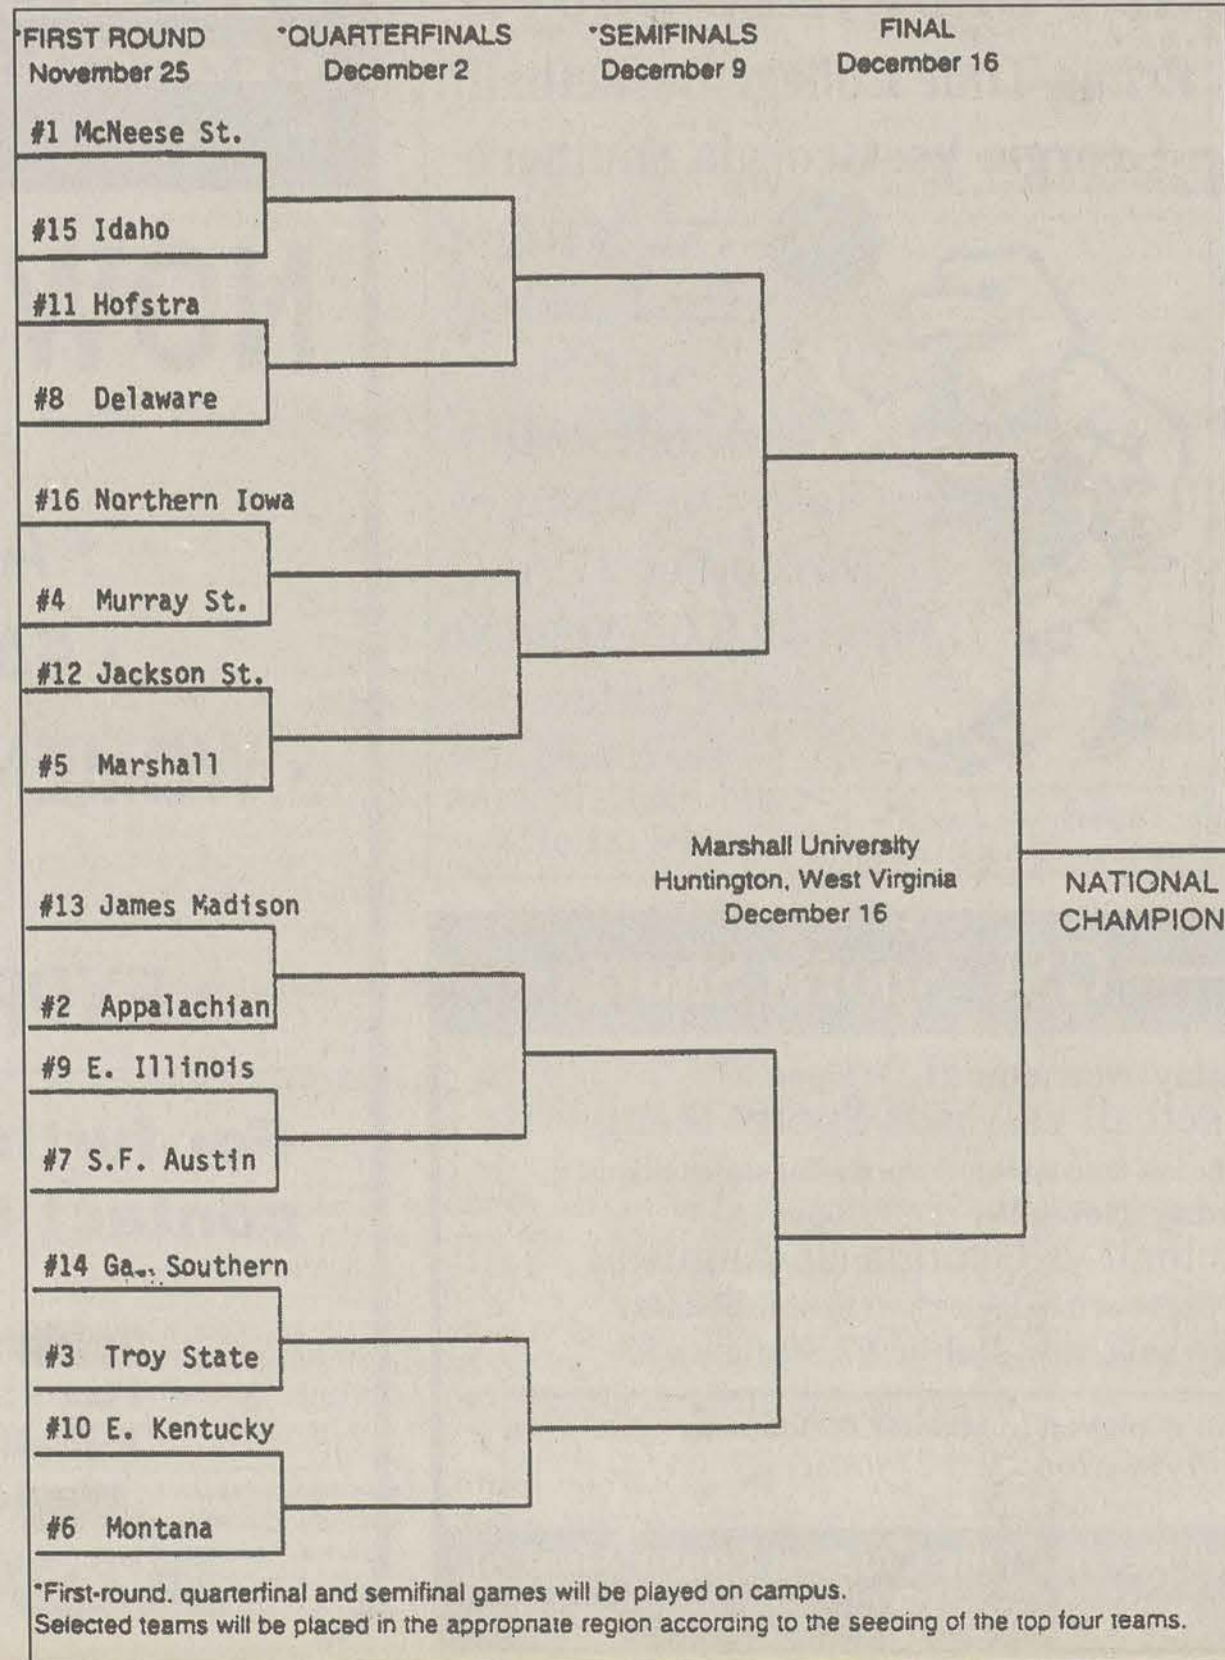 *FIRST ROUND
November 25
*QUARTERFINALS
December 2
*SEMIFINALS
December 9
FINAL
December 16
#1 McNeese St.
#15 Idaho
#11 Hofstra
#8 Delaware
#16 Northern Iowa
#4 Murray St.
#12 Jackson St.
#5 Marshall
#13 James Madison
#2 Appalachian
#9 E. Illinois
#7 S.F. Austin
#14 Ga. Southern
#3 Troy State
#10 E. Kentucky
#6 Montana
Marshall University
Huntington, West Virginia
December 16
NATIONAL
CHAMPION
*First-round, quarterfinal and semifinal games will be played on campus.
Selected teams will be placed in the appropriate region according to the seeding of the top four teams.